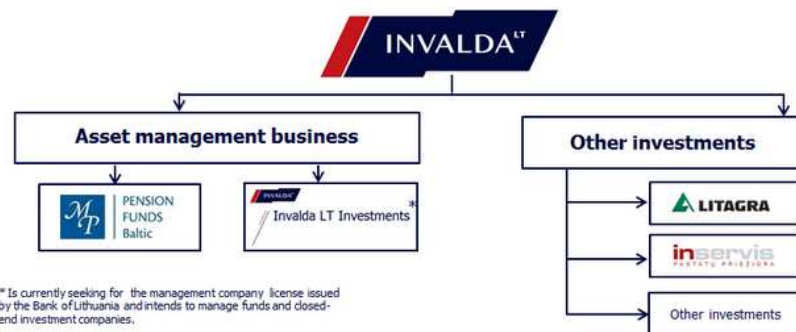 INVALDA LT
Asset management business
Other investments
MP
PENSION
FUNDS
Baltic
INVALDA
Invalda LT Investments *
LITAGRA
inservis
PASTATŲ PRIEŽIŪRA
Other investments
* Is currently seeking for the management company license issued
by the Bank of Lithuania and intends to manage funds and closed-
end investment companies.